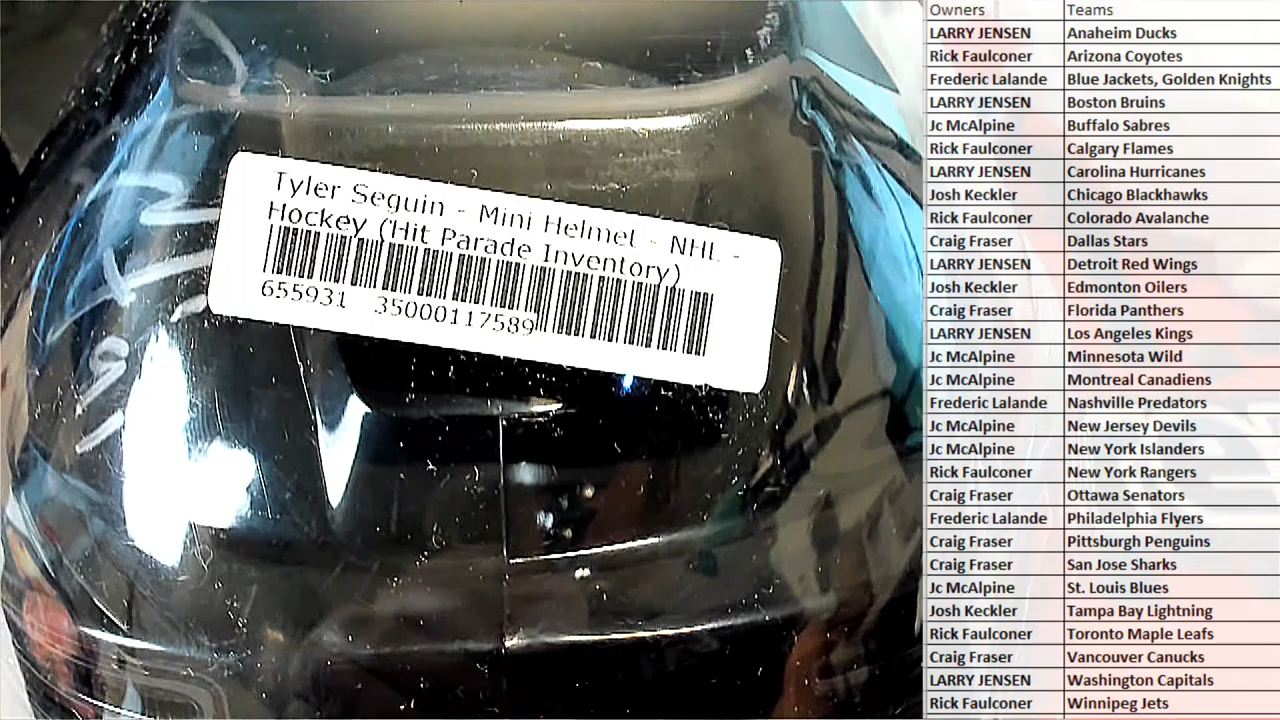 Tyler Seguin - Mini Helmet - NHL -
Hockey (Hit Parade Inventory)
655931 35000117589
Owners Teams
LARRY JENSEN Anaheim Ducks
Rick Faulconer Arizona Coyotes
Frederic Lalande Blue Jackets, Golden Knights
LARRY JENSEN Boston Bruins
Jc McAlpine Buffalo Sabres
Rick Faulconer Calgary Flames
LARRY JENSEN Carolina Hurricanes
Josh Keckler Chicago Blackhawks
Rick Faulconer Colorado Avalanche
Craig Fraser Dallas Stars
LARRY JENSEN Detroit Red Wings
Josh Keckler Edmonton Oilers
Craig Fraser Florida Panthers
LARRY JENSEN Los Angeles Kings
Jc McAlpine Minnesota Wild
Jc McAlpine Montreal Canadiens
Frederic Lalande Nashville Predators
Jc McAlpine New Jersey Devils
Jc McAlpine New York Islanders
Rick Faulconer New York Rangers
Craig Fraser Ottawa Senators
Frederic Lalande Philadelphia Flyers
Craig Fraser Pittsburgh Penguins
Craig Fraser San Jose Sharks
Jc McAlpine St. Louis Blues
Josh Keckler Tampa Bay Lightning
Rick Faulconer Toronto Maple Leafs
Craig Fraser Vancouver Canucks
LARRY JENSEN Washington Capitals
Rick Faulconer Winnipeg Jets